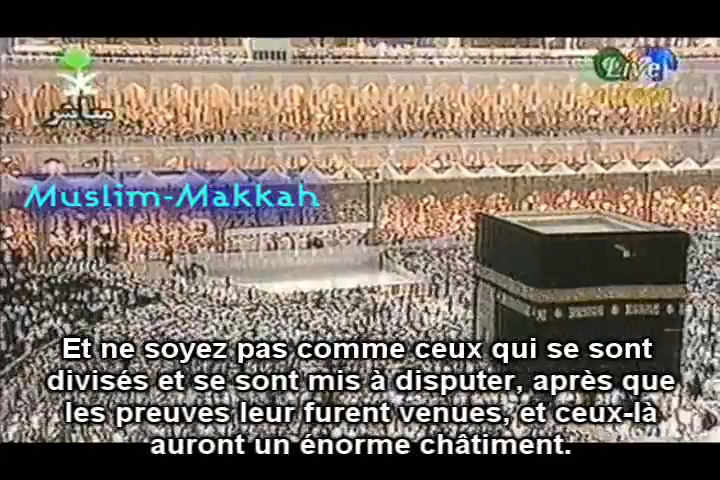 Live
مباشر
Muslim-Makkah
Et ne soyez pas comme ceux qui se sont
divisés et se sont mis à disputer, après que
les preuves leur furent venues, et ceux-là
auront un énorme châtiment.